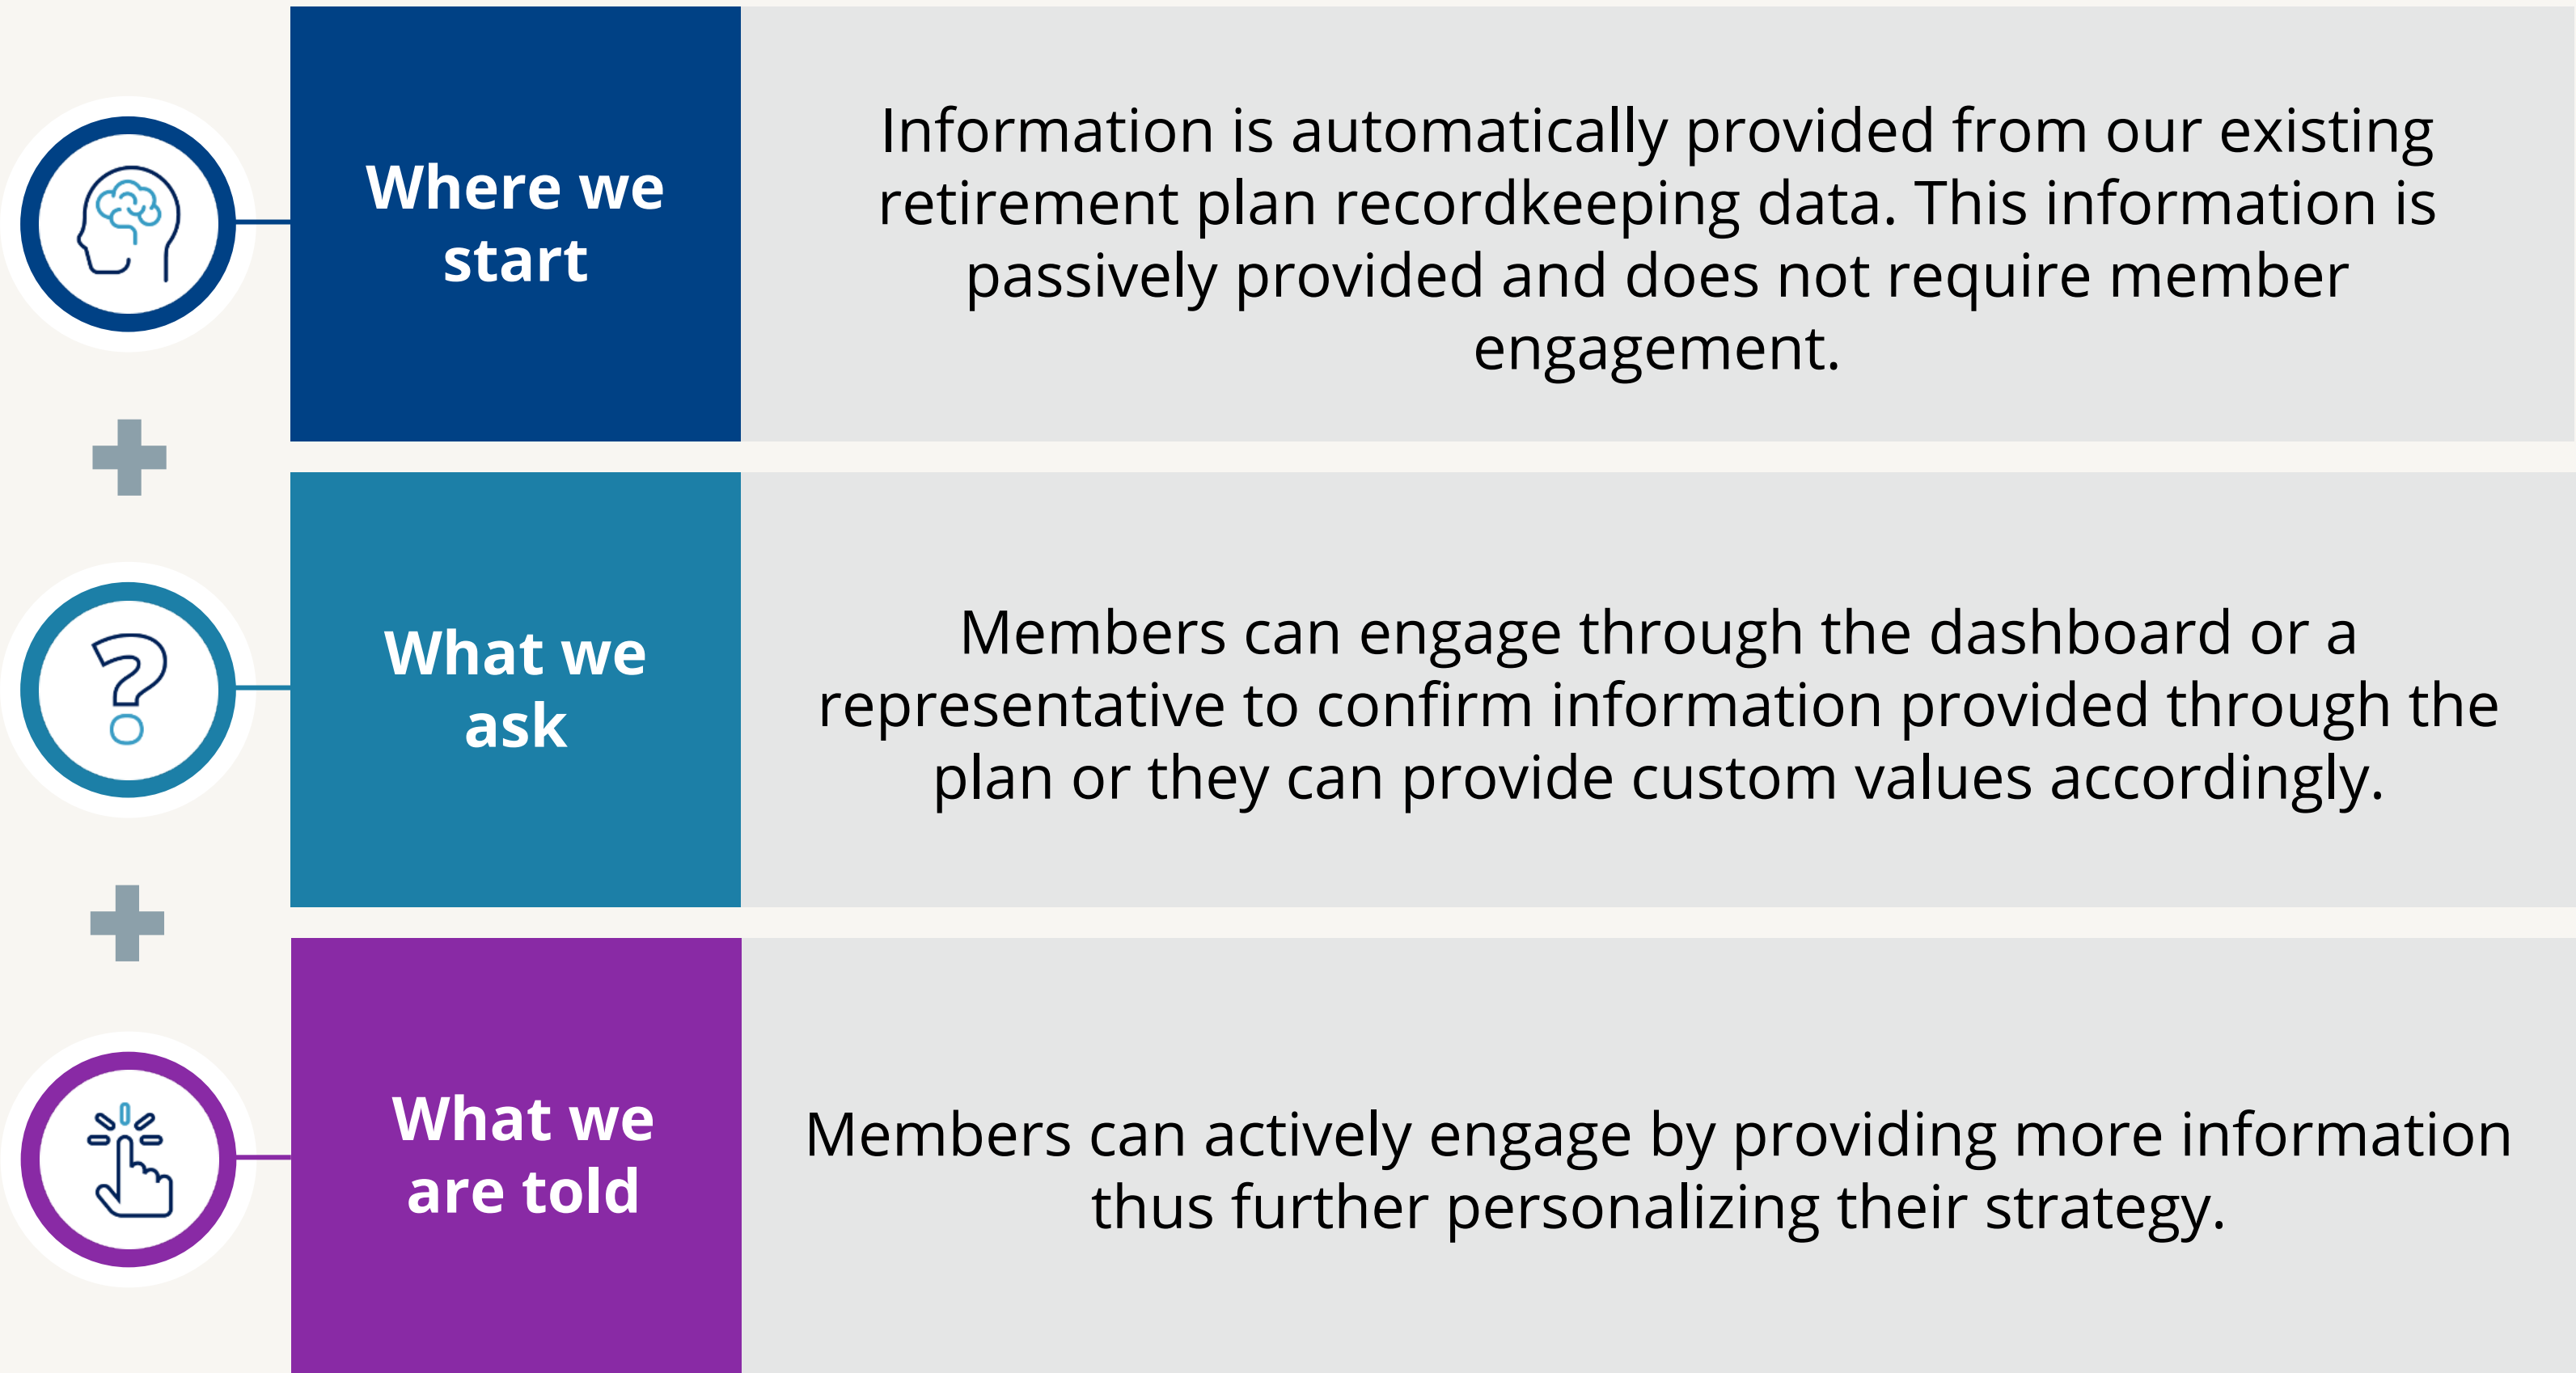 Where we
start
Information is automatically provided from our existing
retirement plan recordkeeping data. This information is
passively provided and does not require member
engagement.
What we
ask
Members can engage through the dashboard or a
representative to confirm information provided through the
plan or they can provide custom values accordingly.
What we
are told
Members can actively engage by providing more information
thus further personalizing their strategy.